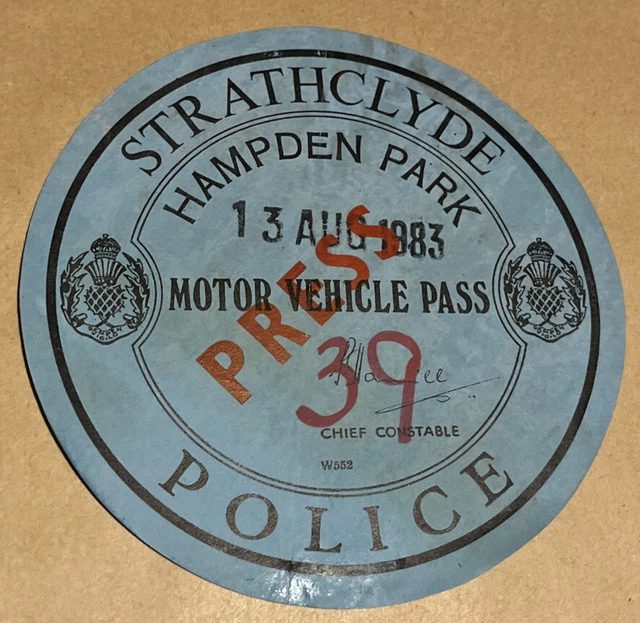 STRATHCLYDE
HAMPDEN PARK
13 AUG 1983
MOTOR VEHICLE PASS
PRESS
39
CHIEF CONSTABLE
W552
POLICE